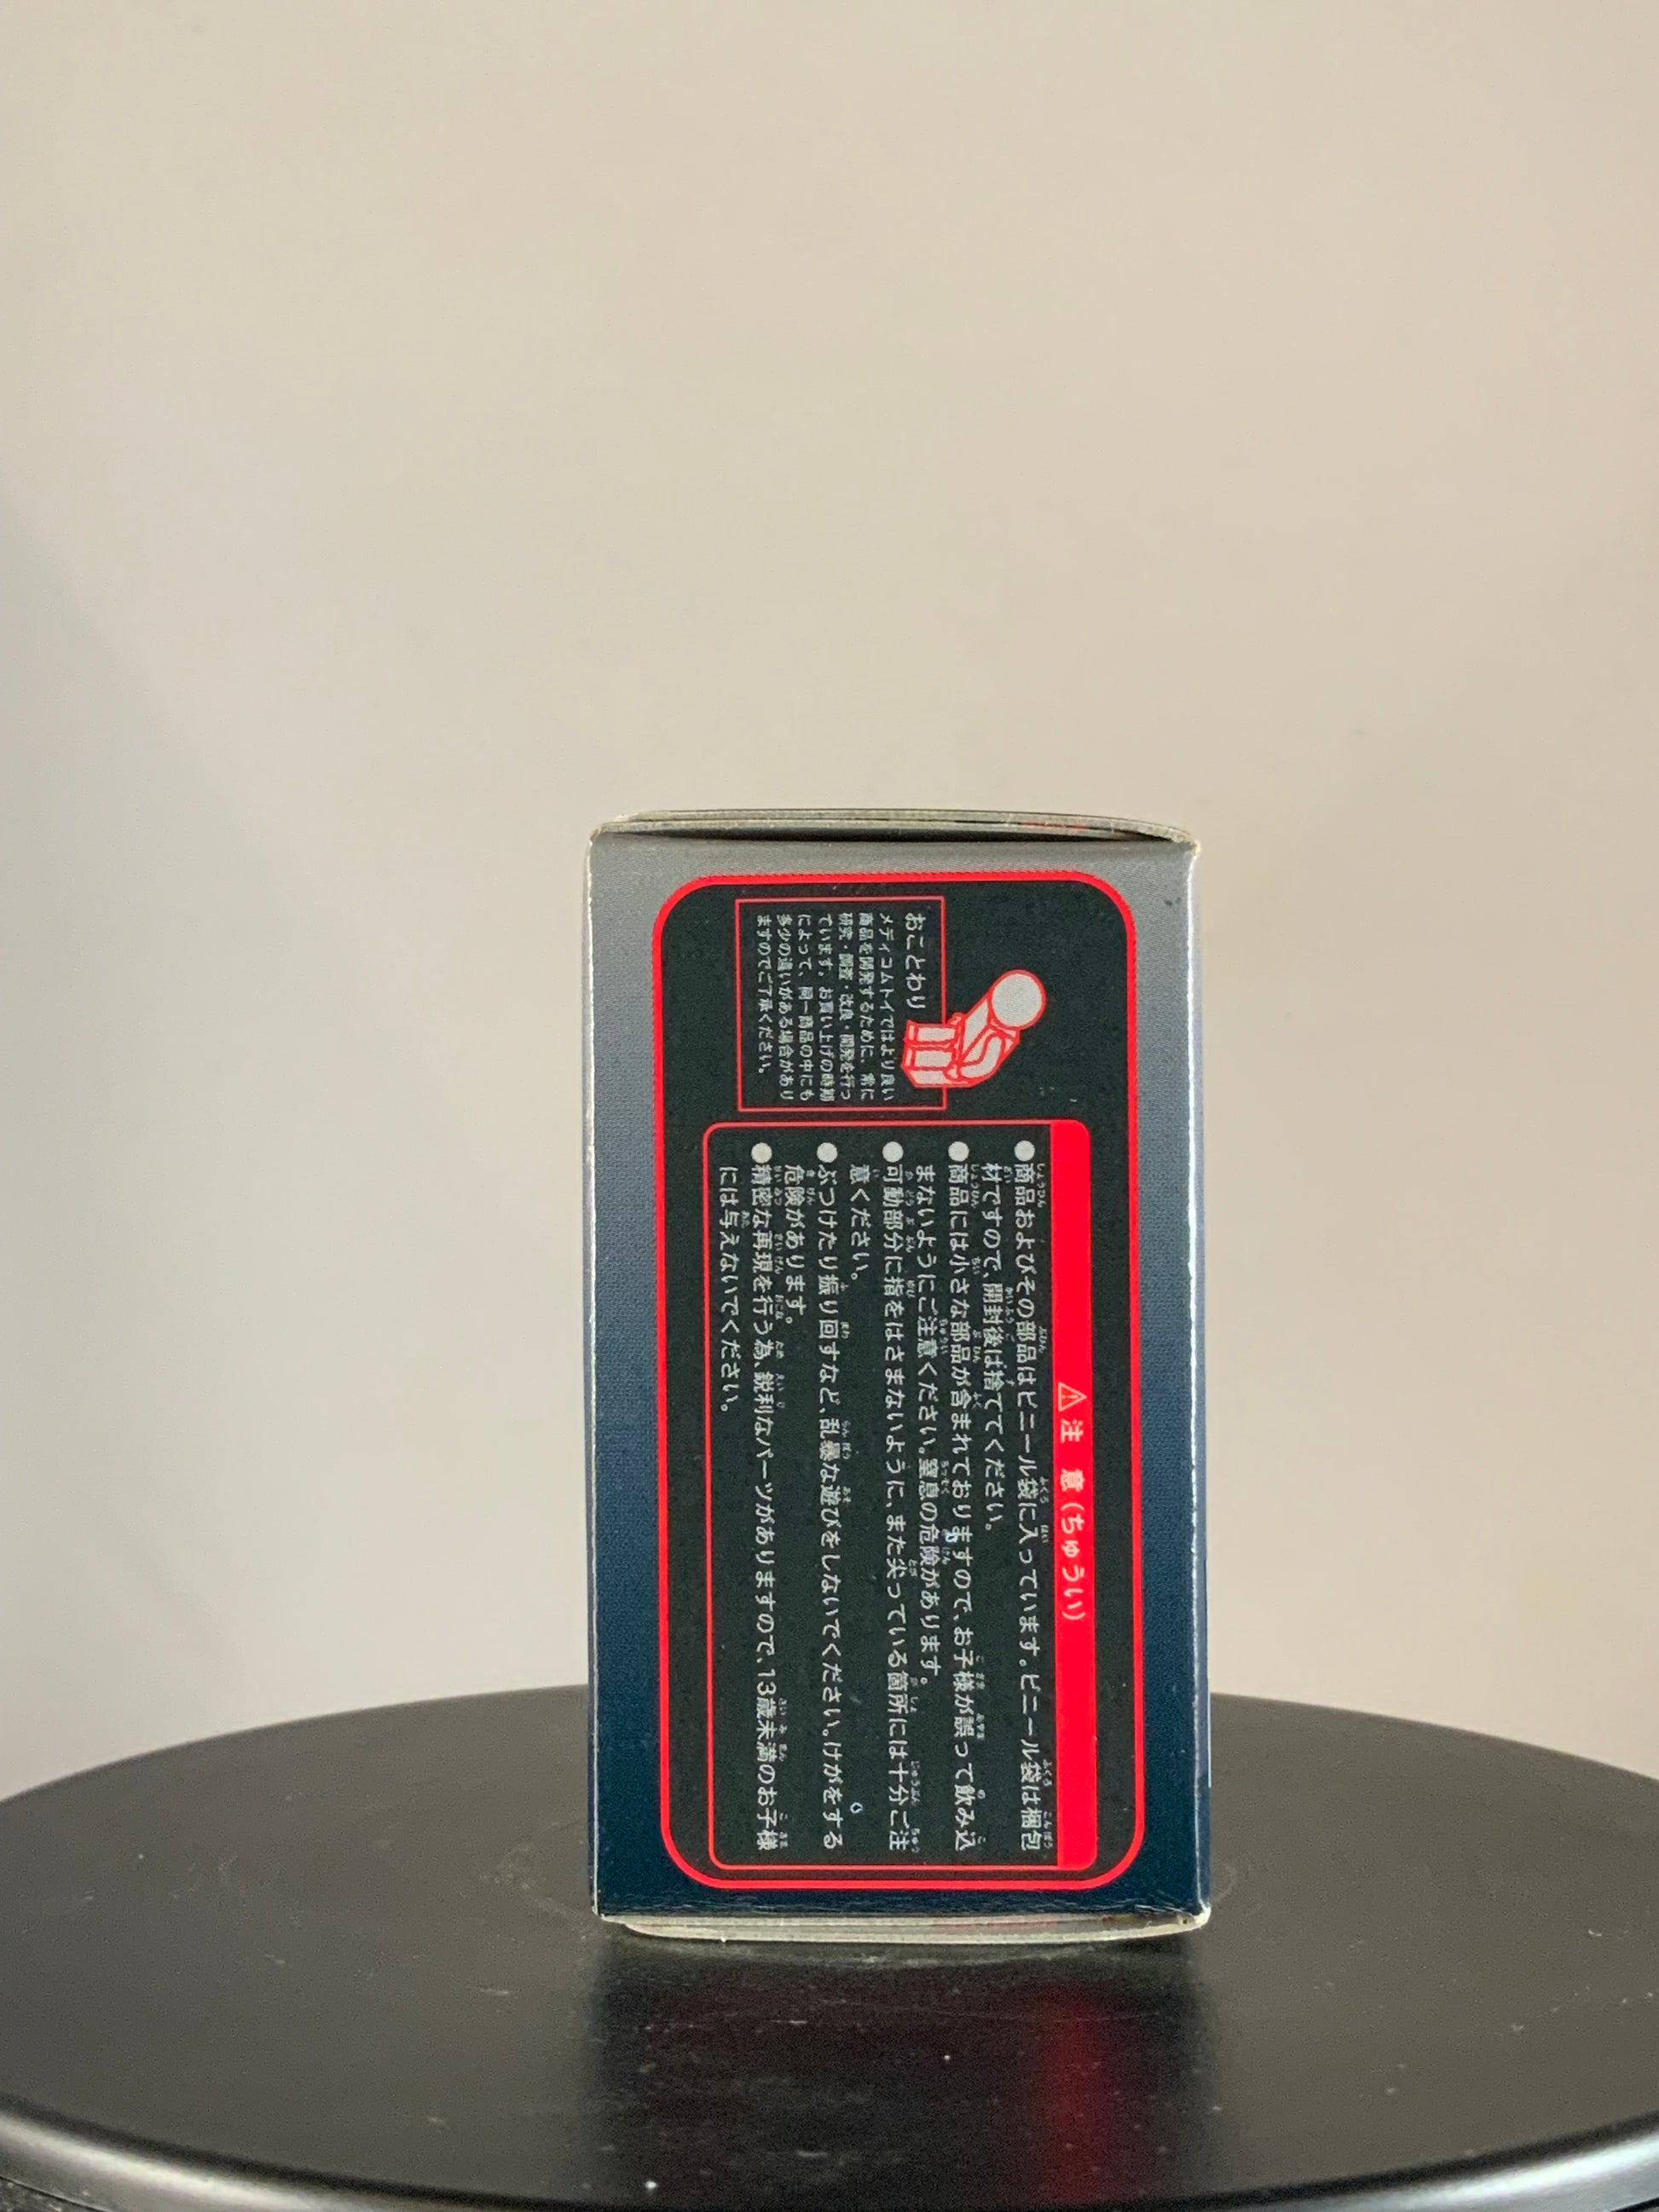 おことわり
メディコムトイではより良い
商品を開発するために、常に
研究・調査・改良・開発を行っ
ています。お買い上げの時期
によって、同一商品の中にも
多少の違いがある場合があり
ますのでご了承ください。
⚠注 意(ちゅうい)
●商品およびその部品はビニール袋に入っています。ビニール袋は梱包
材ですので、開封後は捨ててください。
●商品には小さな部品が含まれておりますので、お子様が誤って飲み込
まないようにご注意ください。窒息の危険があります。
●可動部分に指をはさまないように、また尖っている箇所には十分ご注
意ください。
●ぶつけたり振り回すなど、乱暴な遊びをしないでください。けがをする
危険があります。
●精密な再現を行う為、鋭利なパーツがありますので、13歳未満のお子様
には与えないでください。